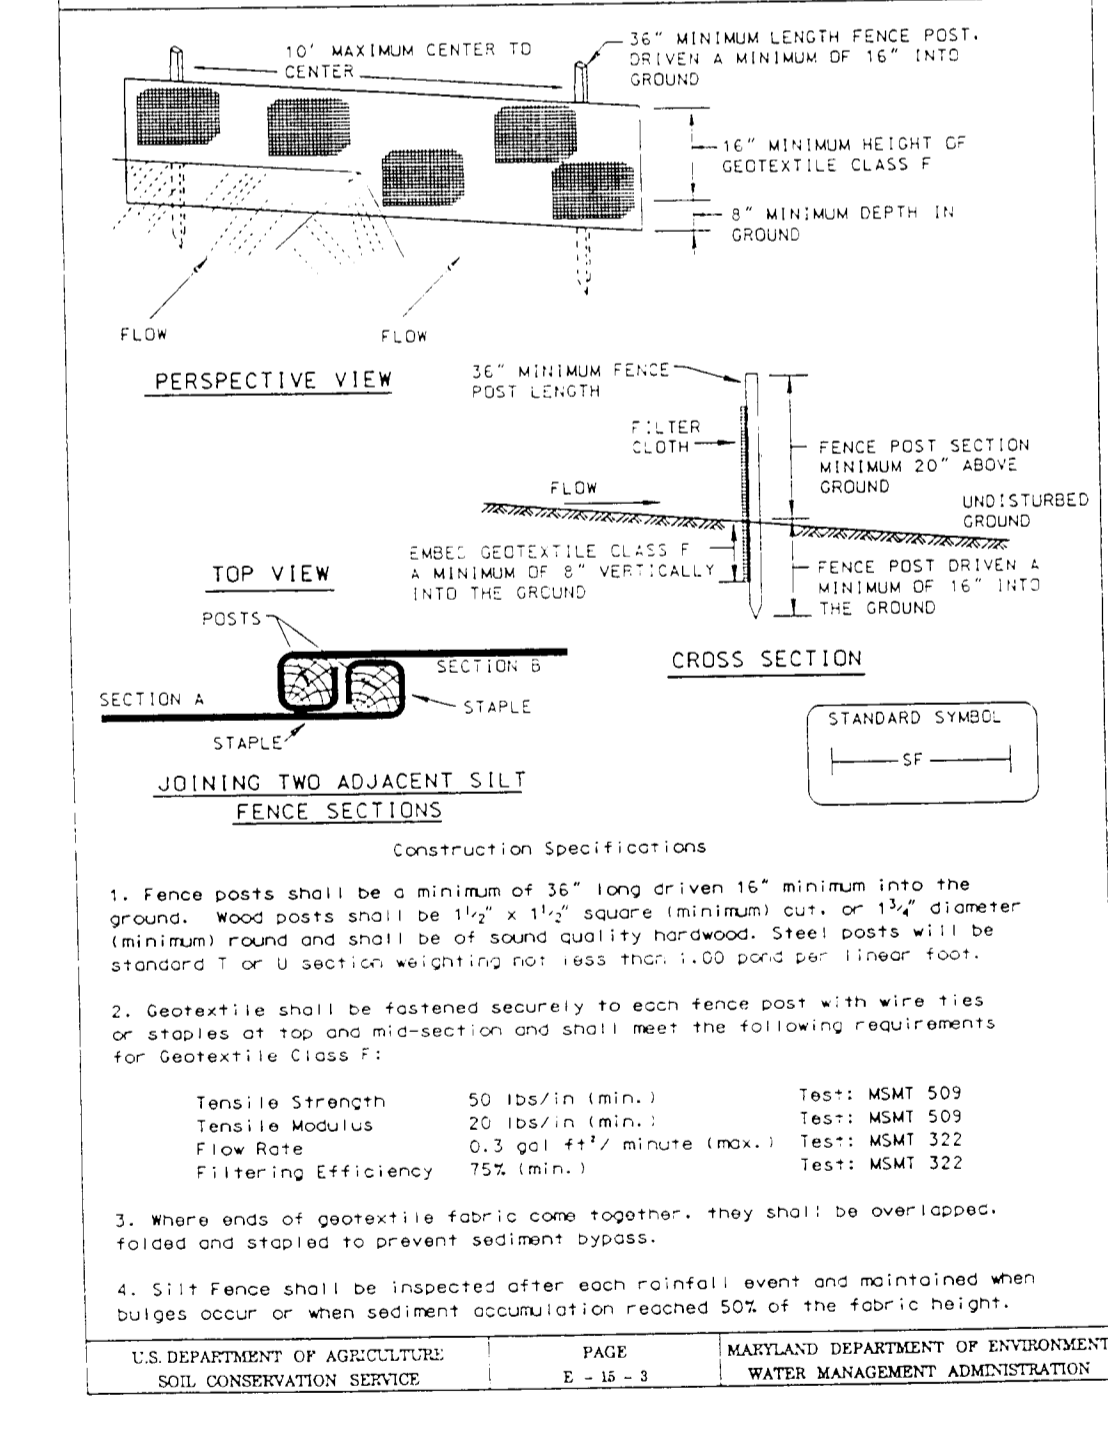 10' MAXIMUM CENTER TO
CENTER
36" MINIMUM LENGTH FENCE POST,
DRIVEN A MINIMUM OF 16" INTO
GROUND
16" MINIMUM HEIGHT OF
GEOTEXTILE CLASS F
8" MINIMUM DEPTH IN
GROUND
FLOW
FLOW
PERSPECTIVE VIEW
36" MINIMUM FENCE
POST LENGTH
FILTER
CLOTH
FENCE POST SECTION
MINIMUM 20" ABOVE
GROUND
FLOW
UNDISTURBED
GROUND
EMBED GEOTEXTILE CLASS F
A MINIMUM OF 8" VERTICALLY
INTO THE GROUND
FENCE POST DRIVEN A
MINIMUM OF 16" INTO
THE GROUND
TOP VIEW
POSTS
SECTION B
SECTION A
STAPLE
STAPLE
CROSS SECTION
JOINING TWO ADJACENT SILT
FENCE SECTIONS
STANDARD SYMBOL
SF
Construction Specifications
1. Fence posts shall be a minimum of 36" long driven 16" minimum into the
ground. Wood posts shall be 1 1/2" x 1 1/2" square (minimum) cut, or 1 3/4" diameter
(minimum) round and shall be of sound quality hardwood. Steel posts will be
standard T or U section weighting not less than 1.00 pond per linear foot.
2. Geotextile shall be fastened securely to each fence post with wire ties
or staples at top and mid-section and shall meet the following requirements
for Geotextile Class F:
Tensile Strength 50 lbs/in (min.) Test: MSMT 509
Tensile Modulus 20 lbs/in (min.) Test: MSMT 509
Flow Rate 0.3 gal ft²/ minute (max.) Test: MSMT 322
Filtering Efficiency 75% (min.) Test: MSMT 322
3. Where ends of geotextile fabric come together, they shall be overlapped,
folded and stapled to prevent sediment bypass.
4. Silt Fence shall be inspected after each rainfall event and maintained when
bulges occur or when sediment accumulation reached 50% of the fabric height.
U.S. DEPARTMENT OF AGRICULTURE
SOIL CONSERVATION SERVICE
PAGE
E - 15 - 3
MARYLAND DEPARTMENT OF ENVIRONMENT
WATER MANAGEMENT ADMINISTRATION